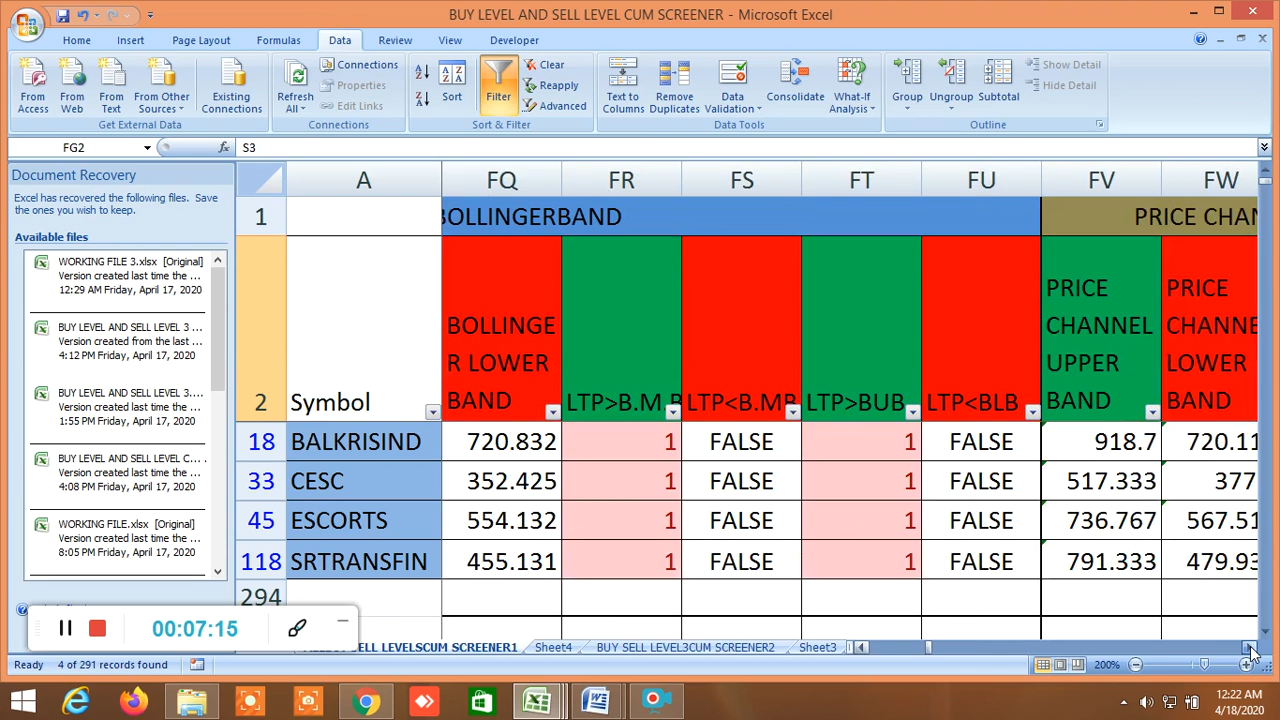 BUY LEVEL AND SELL LEVEL CUM SCREENER - Microsoft Excel
Home Insert Page Layout Formulas Data Review View Developer
From Access
From Web
From Text
From Other Sources
Existing Connections
Get External Data
Refresh All
Connections
Properties
Edit Links
Connections
Sort
Filter
Clear
Reapply
Advanced
Sort & Filter
Text to Columns
Remove Duplicates
Data Validation
Consolidate
What-If Analysis
Data Tools
Group
Ungroup
Subtotal
Show Detail
Hide Detail
Outline
FG2 fx S3
Document Recovery
Excel has recovered the following files. Save
the ones you wish to keep.
Available files
WORKING FILE 3.xlsx [Original]
Version created last time the ...
12:29 AM Friday, April 17, 2020
BUY LEVEL AND SELL LEVEL 3 ...
Version created from the last ...
4:12 PM Friday, April 17, 2020
BUY LEVEL AND SELL LEVEL 3....
Version created last time the ...
1:55 PM Friday, April 17, 2020
BUY LEVEL AND SELL LEVEL C...
Version created last time the ...
4:08 PM Friday, April 17, 2020
WORKING FILE.xlsx [Original]
Version created last time the ...
8:05 PM Friday, April 17, 2020
A FQ FR FS FT FU FV FW
1 BOLLINGERBAND PRICE CHAN
2 Symbol
BOLLINGE
R LOWER
BAND
LTP>B.M.B
LTP<B.MB
LTP>BUB
LTP<BLB
PRICE
CHANNEL
UPPER
BAND
PRICE
CHANNE
LOWER
BAND
18 BALKRISIND 720.832 1 FALSE 1 FALSE 918.7 720.11
33 CESC 352.425 1 FALSE 1 FALSE 517.333 377
45 ESCORTS 554.132 1 FALSE 1 FALSE 736.767 567.51
118 SRTRANSFIN 455.131 1 FALSE 1 FALSE 791.333 479.93
294
00:07:15
SELL LEVELSCUM SCREENER1 Sheet4 BUY SELL LEVEL3CUM SCREENER2 Sheet3
Ready 4 of 291 records found 200%
12:22 AM
4/18/2020